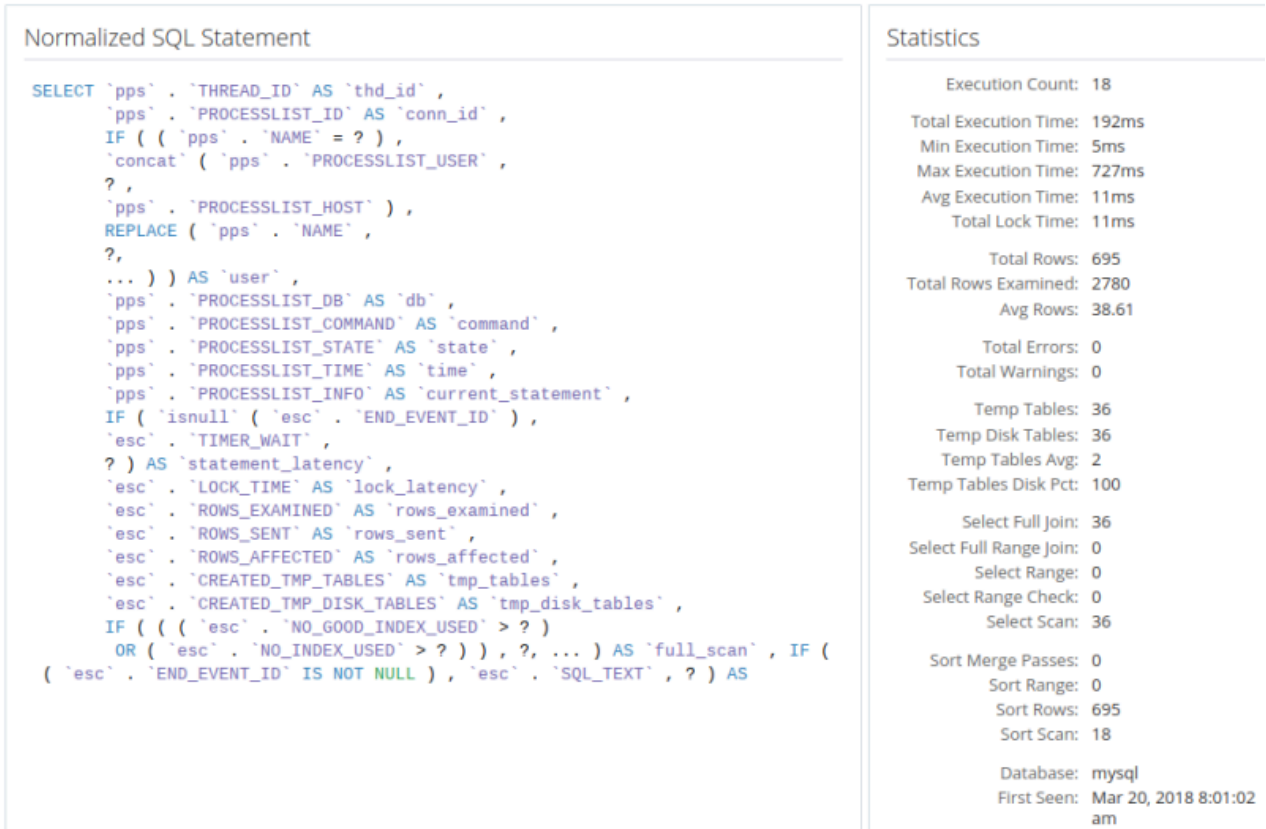 Normalized SQL Statement
SELECT `pps` . `THREAD_ID` AS `thd_id` ,
`pps` . `PROCESSLIST_ID` AS `conn_id` ,
IF ( ( `pps` . `NAME` = ? ) ,
`concat` ( `pps` . `PROCESSLIST_USER` ,
? ,
`pps` . `PROCESSLIST_HOST` ) ,
REPLACE ( `pps` . `NAME` ,
?,
... ) ) AS `user` ,
`pps` . `PROCESSLIST_DB` AS `db` ,
`pps` . `PROCESSLIST_COMMAND` AS `command` ,
`pps` . `PROCESSLIST_STATE` AS `state` ,
`pps` . `PROCESSLIST_TIME` AS `time` ,
`pps` . `PROCESSLIST_INFO` AS `current_statement` ,
IF ( `isnull` ( `esc` . `END_EVENT_ID` ) ,
`esc` . `TIMER_WAIT` ,
? ) AS `statement_latency` ,
`esc` . `LOCK_TIME` AS `lock_latency` ,
`esc` . `ROWS_EXAMINED` AS `rows_examined` ,
`esc` . `ROWS_SENT` AS `rows_sent` ,
`esc` . `ROWS_AFFECTED` AS `rows_affected` ,
`esc` . `CREATED_TMP_TABLES` AS `tmp_tables` ,
`esc` . `CREATED_TMP_DISK_TABLES` AS `tmp_disk_tables` ,
IF ( ( ( `esc` . `NO_GOOD_INDEX_USED` > ? )
OR ( `esc` . `NO_INDEX_USED` > ? ) ) , ?, ... ) AS `full_scan` , IF (
( `esc` . `END_EVENT_ID` IS NOT NULL ) , `esc` . `SQL_TEXT` , ? ) AS
Statistics
Execution Count: 18
Total Execution Time: 192ms
Min Execution Time: 5ms
Max Execution Time: 727ms
Avg Execution Time: 11ms
Total Lock Time: 11ms
Total Rows: 695
Total Rows Examined: 2780
Avg Rows: 38.61
Total Errors: 0
Total Warnings: 0
Temp Tables: 36
Temp Disk Tables: 36
Temp Tables Avg: 2
Temp Tables Disk Pct: 100
Select Full Join: 36
Select Full Range Join: 0
Select Range: 0
Select Range Check: 0
Select Scan: 36
Sort Merge Passes: 0
Sort Range: 0
Sort Rows: 695
Sort Scan: 18
Database: mysql
First Seen: Mar 20, 2018 8:01:02
am